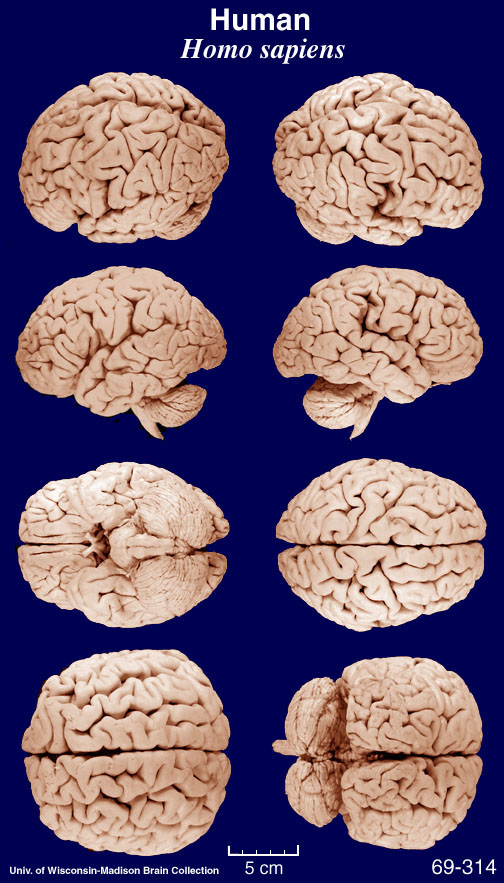 Human
Homo sapiens
Univ. of Wisconsin-Madison Brain Collection
5 cm
69-314